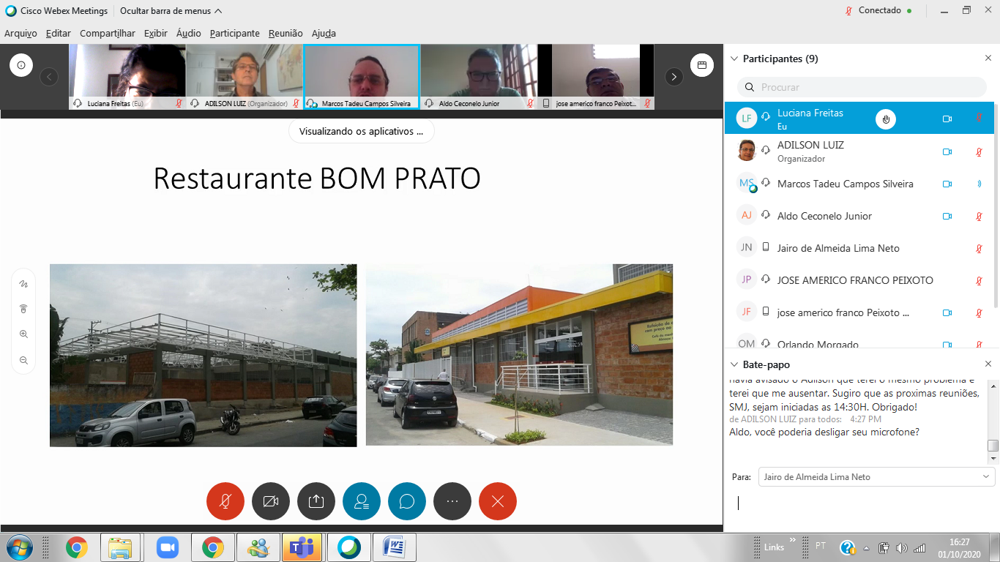 Cisco Webex Meetings
Ocultar barra de menus
Conectado
Arquivo Editar Compartilhar Exibir Áudio Participante Reunião Ajuda
Luciana Freitas (Eu)
ADILSON LUIZ (Organizador)
Marcos Tadeu Campos Silveira
Aldo Ceconelo Junior
jose americo franco Peixot...
Visualizando os aplicativos ...
Restaurante BOM PRATO
Participantes (9)
Procurar
LF Luciana Freitas
Eu
ADILSON LUIZ
Organizador
MS Marcos Tadeu Campos Silveira
AJ Aldo Ceconelo Junior
JN Jairo de Almeida Lima Neto
JP JOSE AMERICO FRANCO PEIXOTO
JF jose americo franco Peixoto ...
OM Orlando Morgado
Bate-papo
havia avisado o Adilson que terei o mesmo problema e
terei que me ausentar. Sugiro que as proximas reuniões,
SMJ, sejam iniciadas as 14:30H. Obrigado!
de ADILSON LUIZ para todos: 4:27 PM
Aldo, você poderia desligar seu microfone?
Para: Jairo de Almeida Lima Neto
Links
PT
16:27
01/10/2020